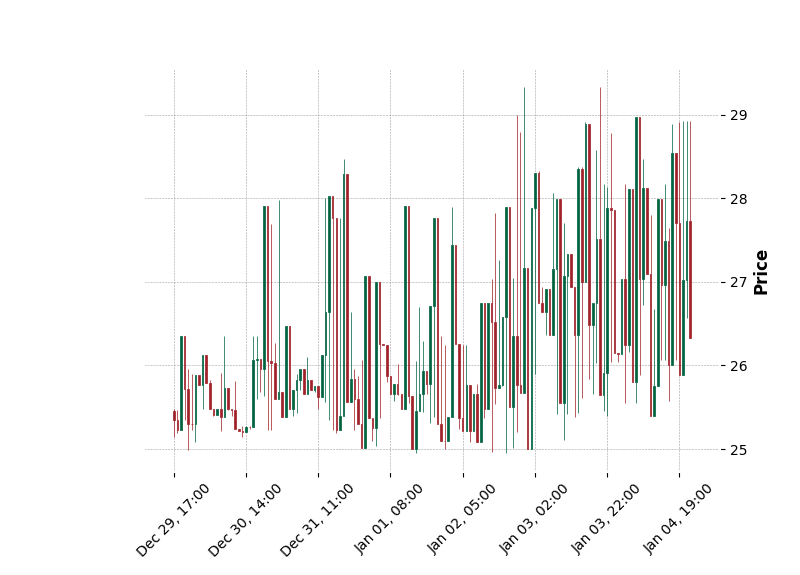 29
28
27
26
25
Price
Dec 29, 17:00
Dec 30, 14:00
Dec 31, 11:00
Jan 01, 08:00
Jan 02, 05:00
Jan 03, 02:00
Jan 03, 22:00
Jan 04, 19:00